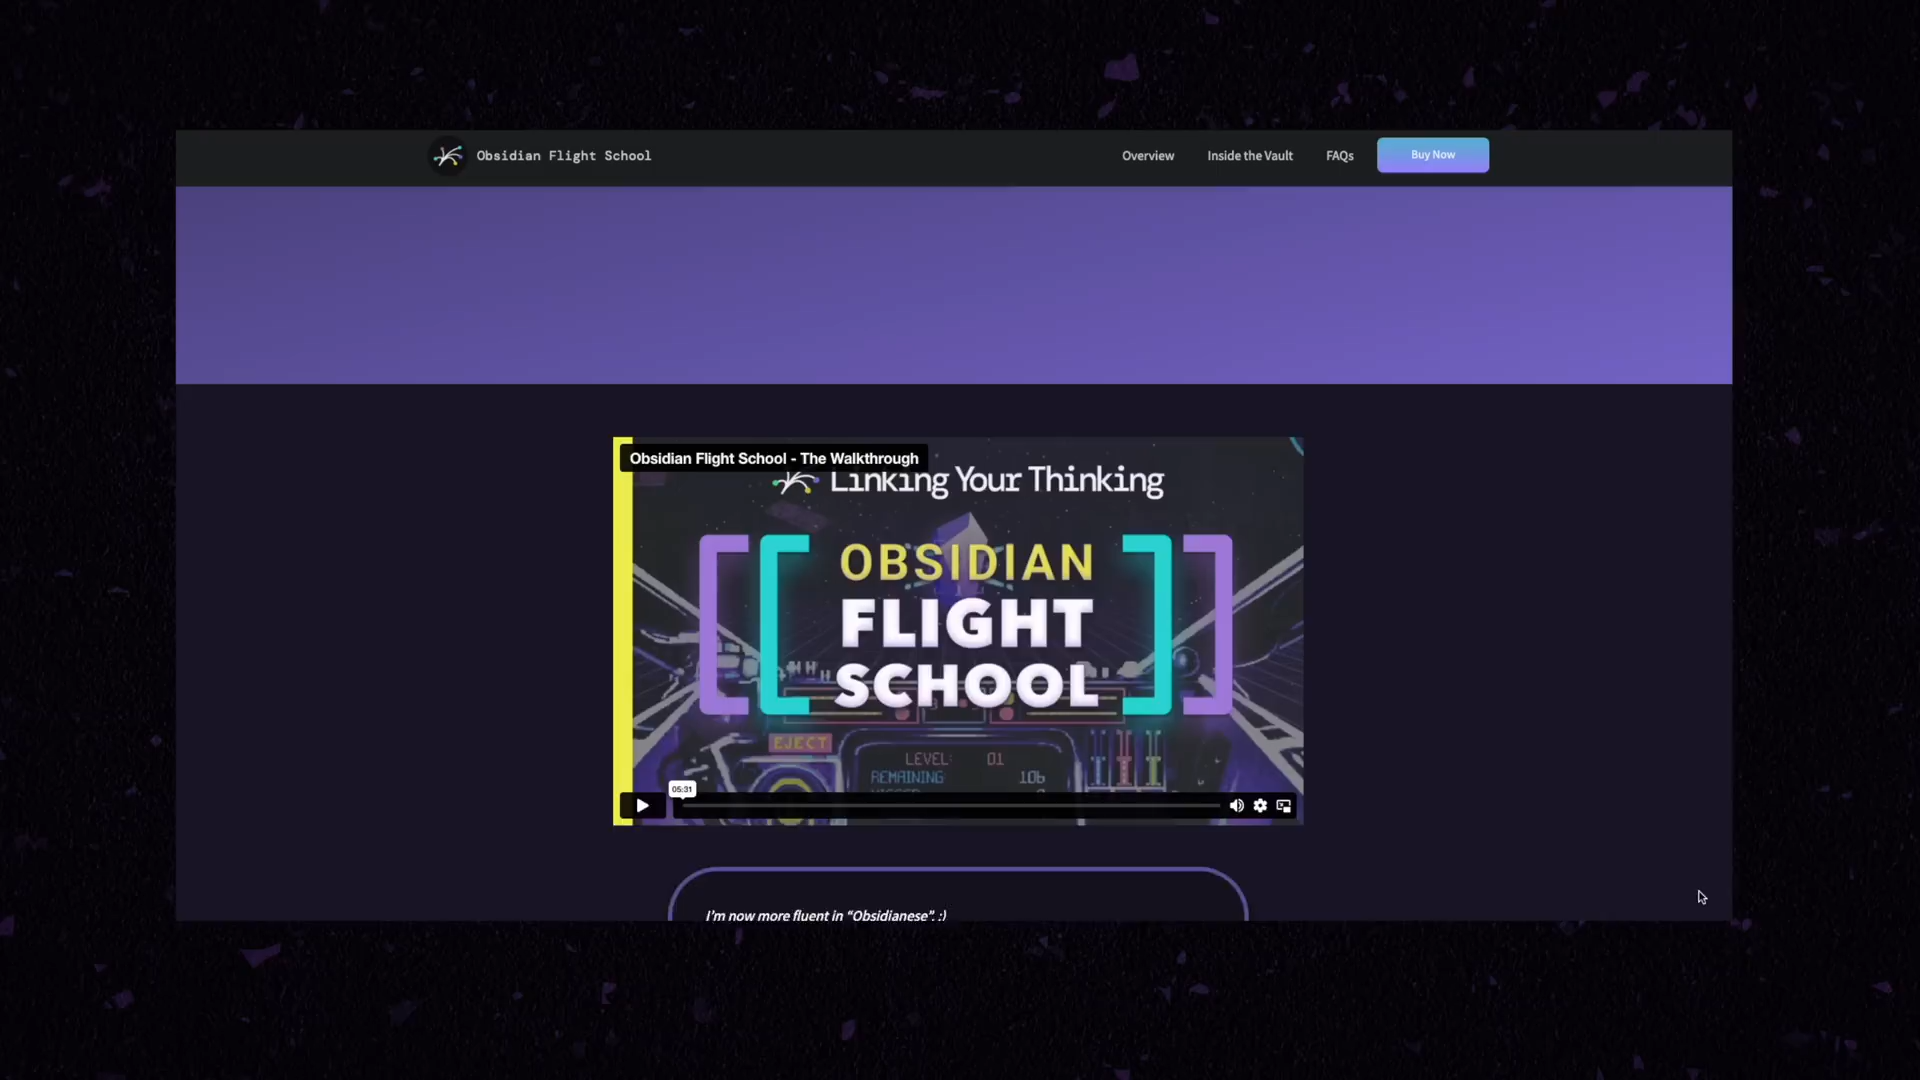 Obsidian Flight School
Overview
Inside the Vault
FAQs
Buy Now
Obsidian Flight School - The Walkthrough
Linking Your Thinking
OBSIDIAN
FLIGHT
SCHOOL
EJECT
LEVEL: 01
REMAINING: 106
05:31
I'm now more fluent in “Obsidianese”. :)